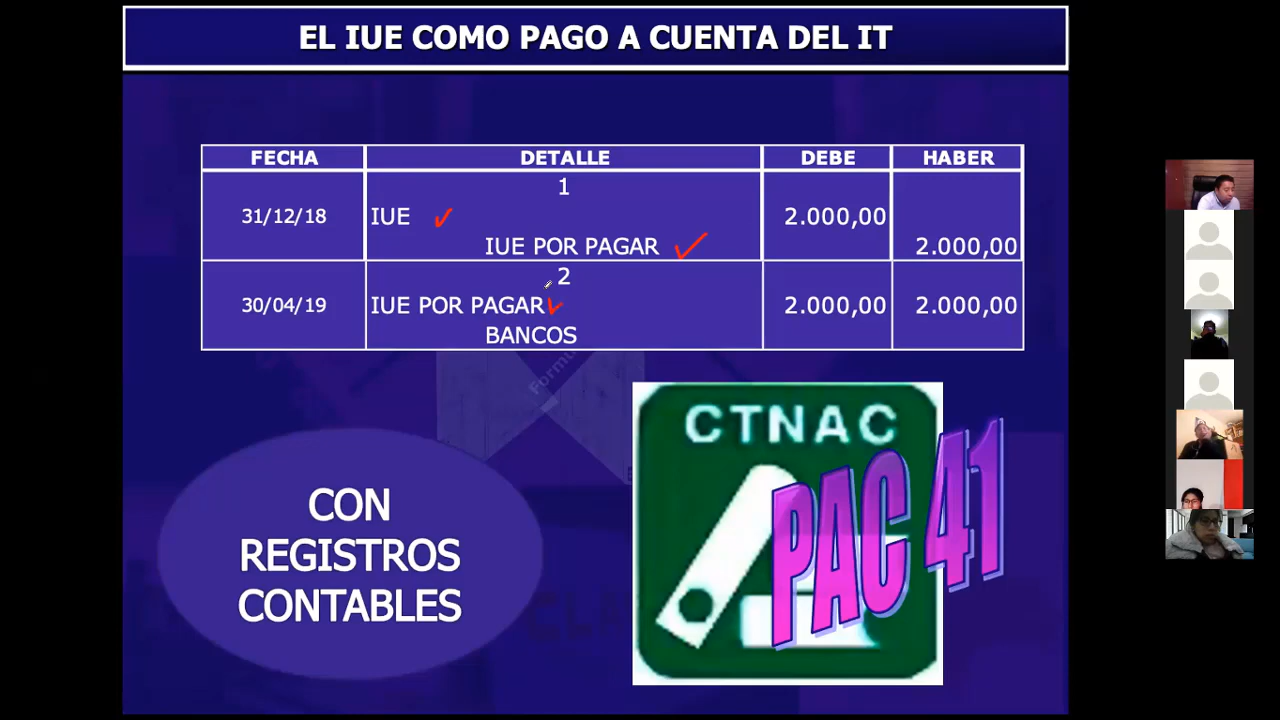 EL IUE COMO PAGO A CUENTA DEL IT
FECHA DETALLE DEBE HABER
1
31/12/18 IUE 2.000,00
IUE POR PAGAR 2.000,00
2
30/04/19 IUE POR PAGAR 2.000,00 2.000,00
BANCOS
Formu
CTNAC
PAC 41
CON
REGISTROS
CONTABLES